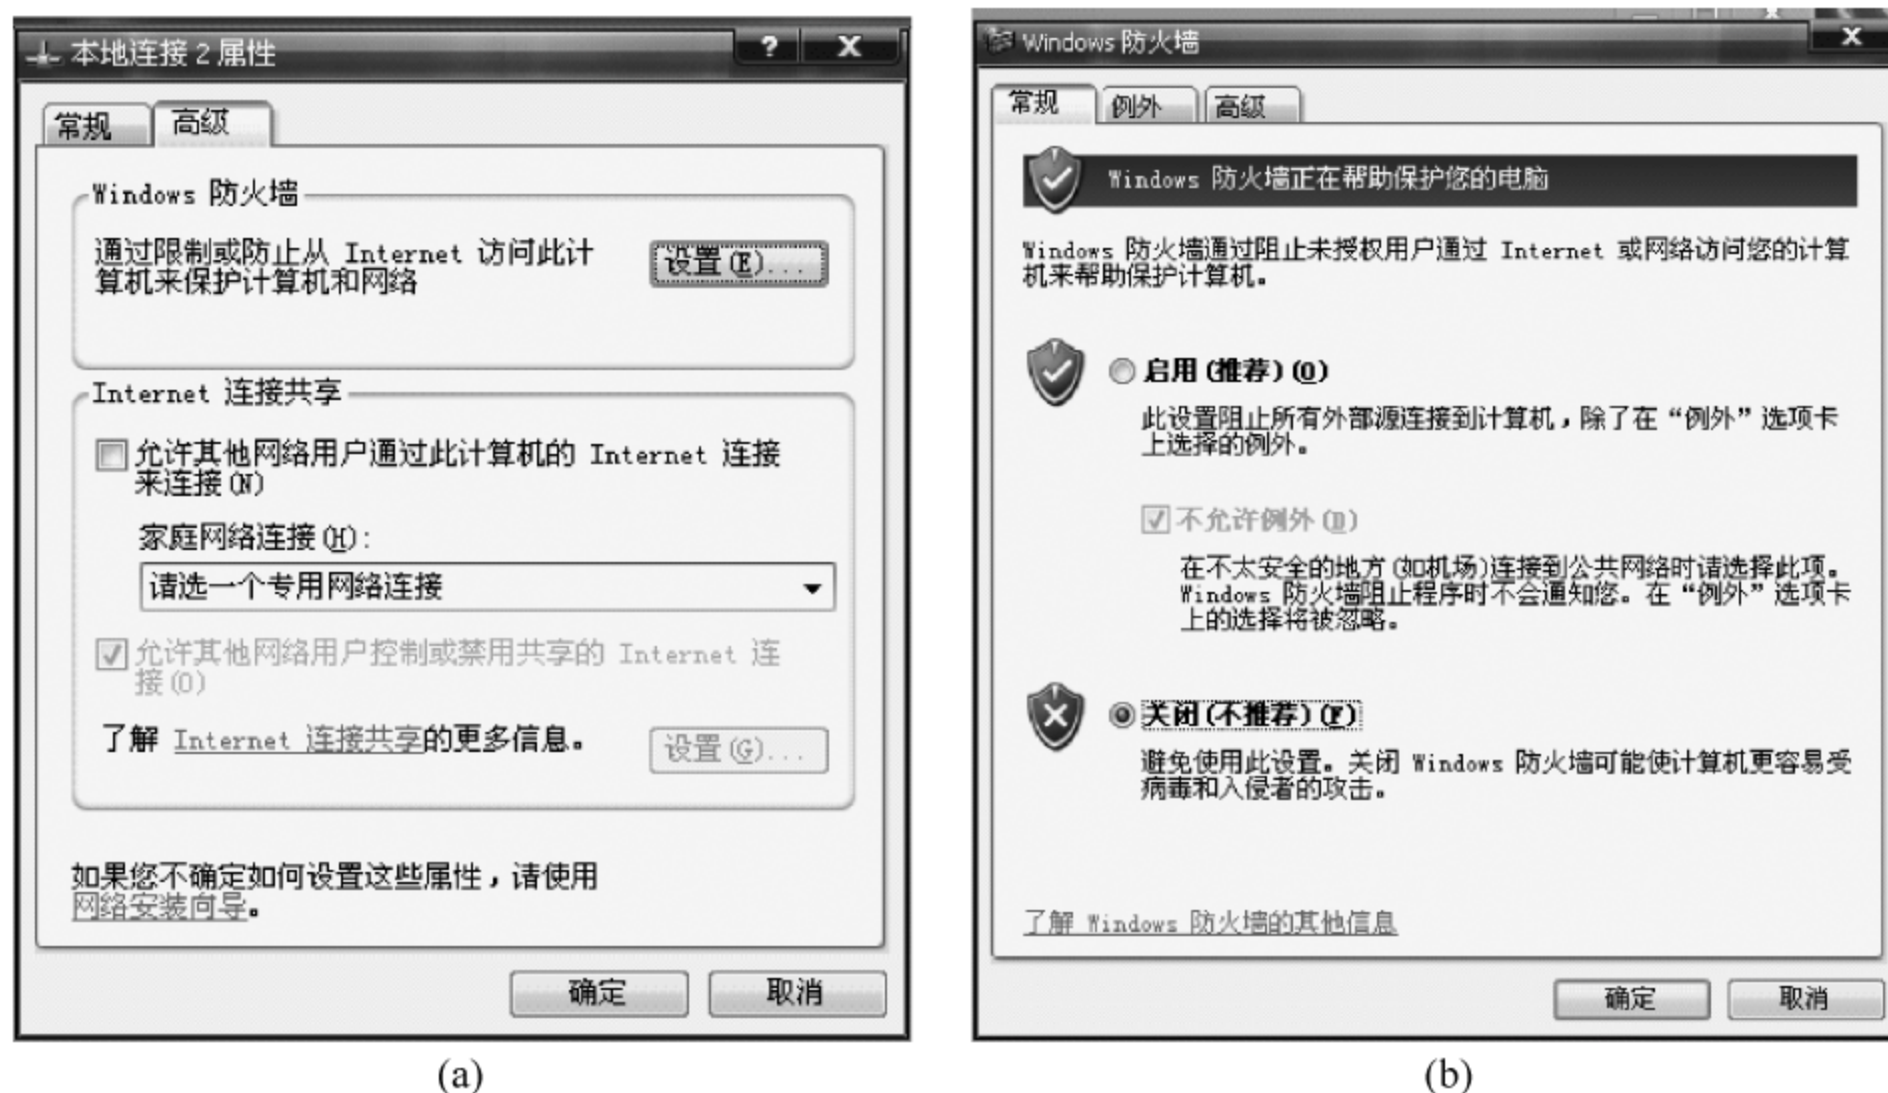 本地连接 2 属性
常规
高级
Windows 防火墙
通过限制或防止从 Internet 访问此计
算机来保护计算机和网络
设置(E)...
Internet 连接共享
允许其他网络用户通过此计算机的 Internet 连接
来连接(N)
家庭网络连接(H):
请选一个专用网络连接
允许其他网络用户控制或禁用共享的 Internet 连
接(O)
了解 Internet 连接共享的更多信息。
设置(G)...
如果您不确定如何设置这些属性，请使用
网络安装向导。
确定
取消
(a)
Windows 防火墙
常规
例外
高级
Windows 防火墙正在帮助保护您的电脑
Windows 防火墙通过阻止未授权用户通过 Internet 或网络访问您的计算
机来帮助保护计算机。
启用(推荐)(O)
此设置阻止所有外部源连接到计算机，除了在“例外”选项卡
上选择的例外。
不允许例外(D)
在不太安全的地方(如机场)连接到公共网络时请选择此项。
Windows 防火墙阻止程序时不会通知您。在“例外”选项卡
上的选择将被忽略。
关闭(不推荐)(F)
避免使用此设置。关闭 Windows 防火墙可能使计算机更容易受
病毒和入侵者的攻击。
了解 Windows 防火墙的其他信息
确定
取消
(b)